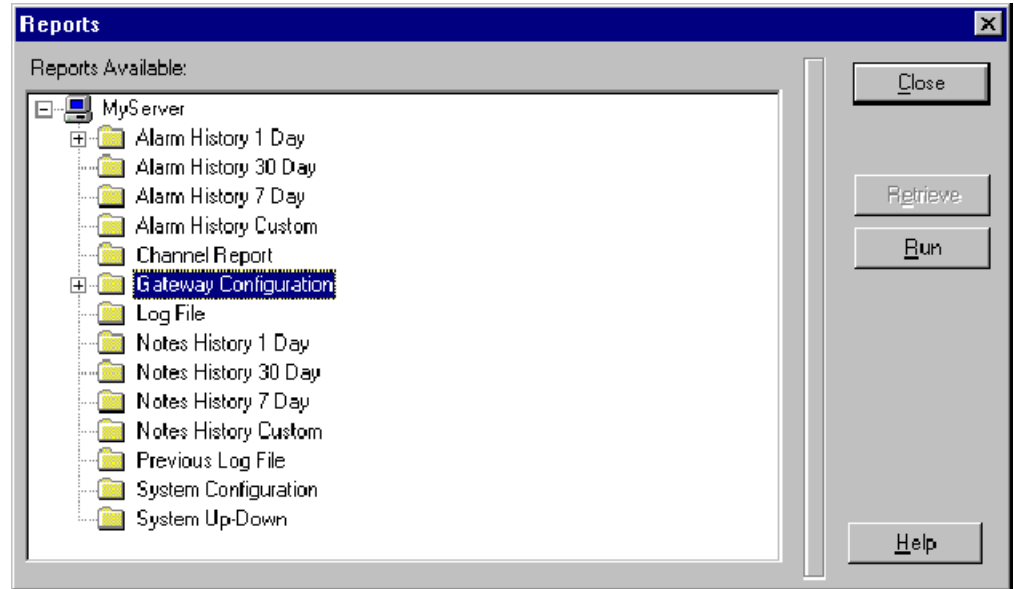 Reports
Reports Available:
MyServer
Alarm History 1 Day
Alarm History 30 Day
Alarm History 7 Day
Alarm History Custom
Channel Report
Gateway Configuration
Log File
Notes History 1 Day
Notes History 30 Day
Notes History 7 Day
Notes History Custom
Previous Log File
System Configuration
System Up-Down
Close
Retrieve
Run
Help